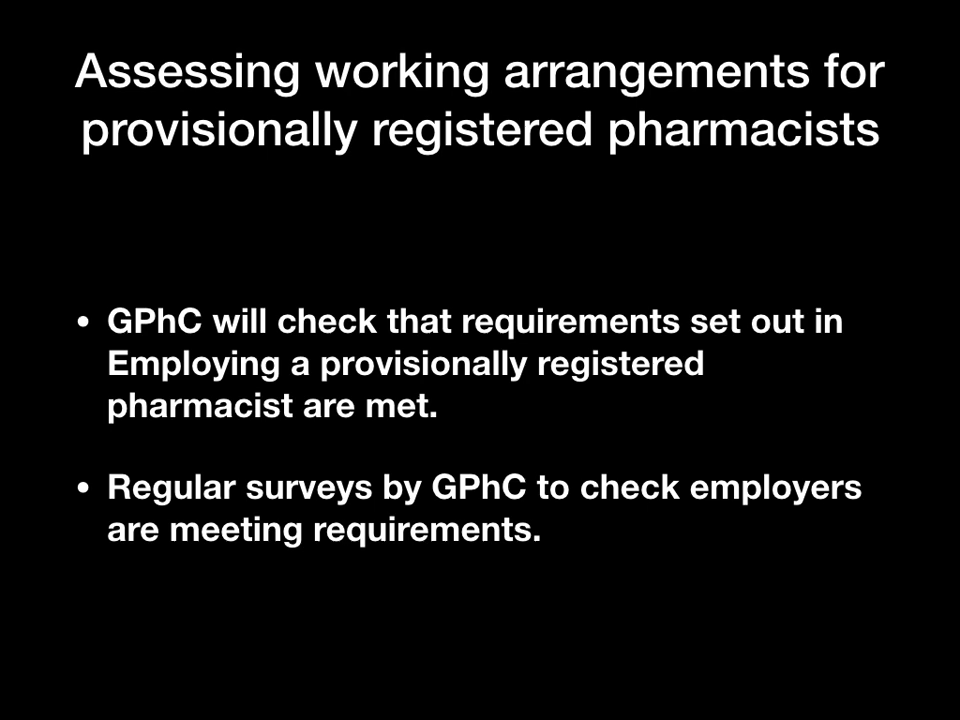 Assessing working arrangements for
provisionally registered pharmacists
• GPhC will check that requirements set out in
Employing a provisionally registered
pharmacist are met.
• Regular surveys by GPhC to check employers
are meeting requirements.